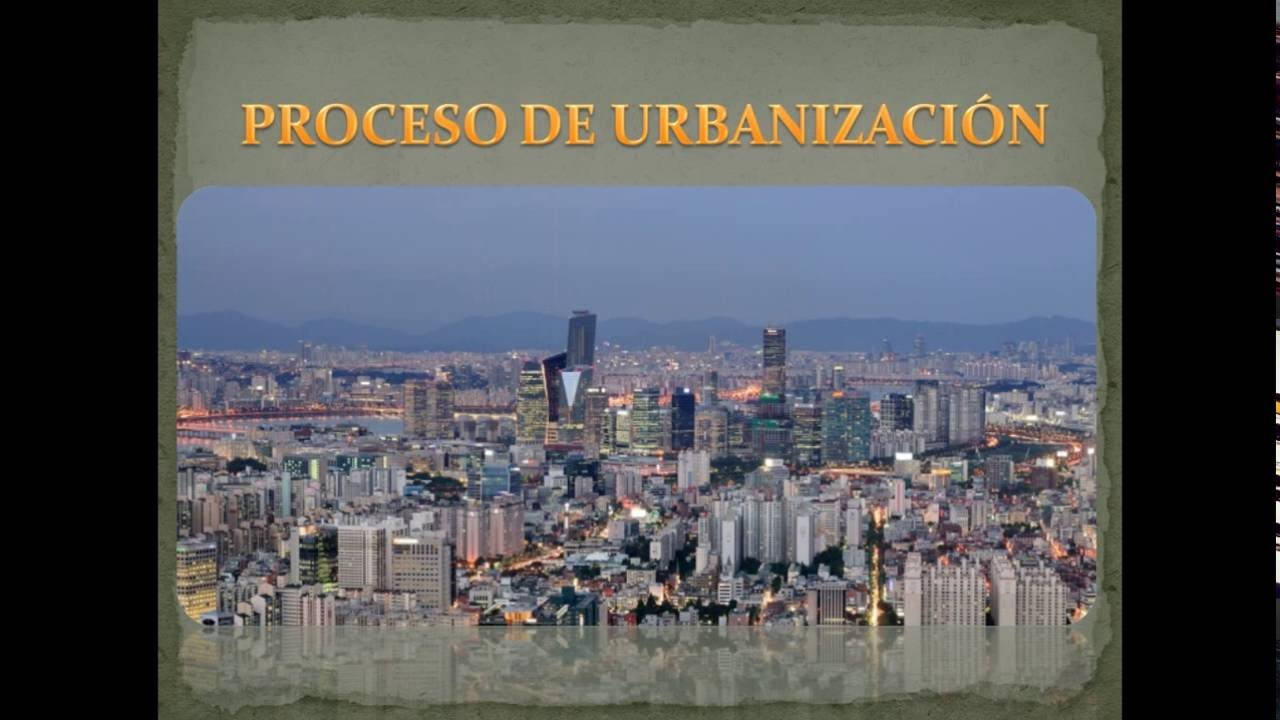 PROCESO DE URBANIZACIÓN